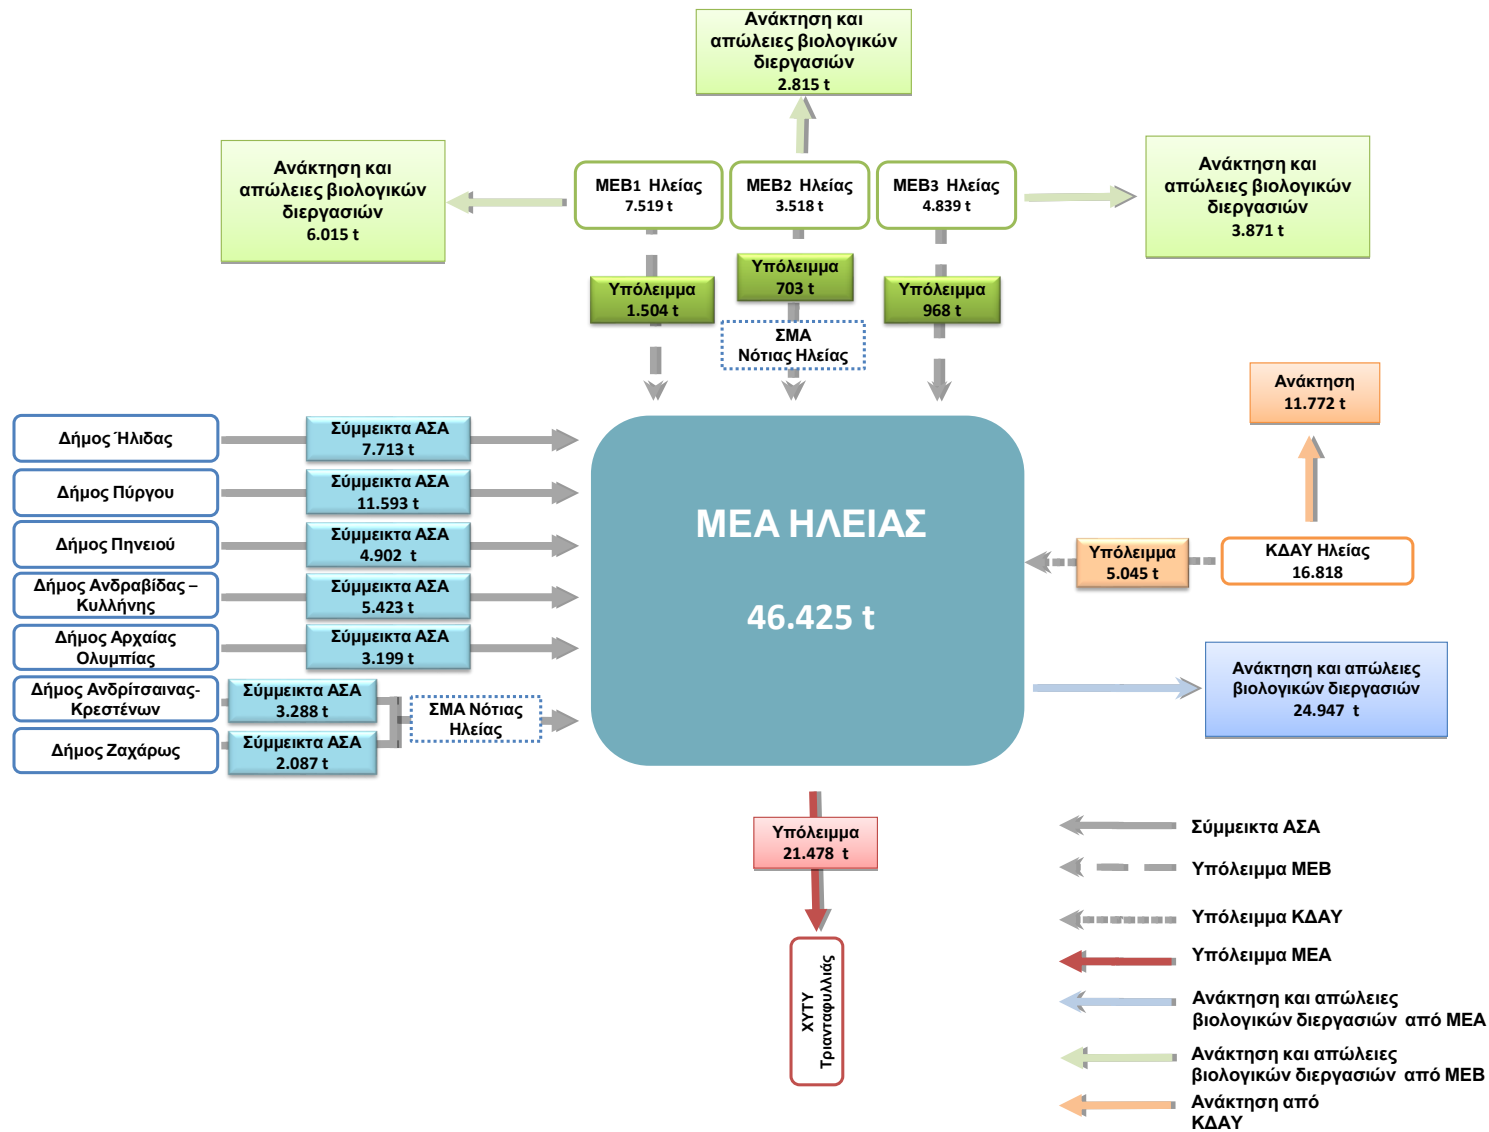 Ανάκτηση και
απώλειες βιολογικών
διεργασιών
2.815 t
Ανάκτηση και
απώλειες βιολογικών
διεργασιών
6.015 t
ΜΕΒ1 Ηλείας
7.519 t
ΜΕΒ2 Ηλείας
3.518 t
ΜΕΒ3 Ηλείας
4.839 t
Ανάκτηση και
απώλειες βιολογικών
διεργασιών
3.871 t
Υπόλειμμα
1.504 t
Υπόλειμμα
703 t
Υπόλειμμα
968 t
ΣΜΑ
Νότιας Ηλείας
Ανάκτηση
11.772 t
Δήμος Ήλιδας
Σύμμεικτα ΑΣΑ
7.713 t
Δήμος Πύργου
Σύμμεικτα ΑΣΑ
11.593 t
Δήμος Πηνειού
Σύμμεικτα ΑΣΑ
4.902 t
Δήμος Ανδραβίδας –
Κυλλήνης
Σύμμεικτα ΑΣΑ
5.423 t
Δήμος Αρχαίας
Ολυμπίας
Σύμμεικτα ΑΣΑ
3.199 t
Δήμος Ανδρίτσαινας-
Κρεστένων
Σύμμεικτα ΑΣΑ
3.288 t
Δήμος Ζαχάρως
Σύμμεικτα ΑΣΑ
2.087 t
ΣΜΑ Νότιας
Ηλείας
ΜΕΑ ΗΛΕΙΑΣ
46.425 t
Υπόλειμμα
5.045 t
ΚΔΑΥ Ηλείας
16.818
Ανάκτηση και απώλειες
βιολογικών διεργασιών
24.947 t
Υπόλειμμα
21.478 t
ΧΥΤΥ
Τριανταφυλλιάς
Σύμμεικτα ΑΣΑ
Υπόλειμμα ΜΕΒ
Υπόλειμμα ΚΔΑΥ
Υπόλειμμα ΜΕΑ
Ανάκτηση και απώλειες
βιολογικών διεργασιών από ΜΕΑ
Ανάκτηση και απώλειες
βιολογικών διεργασιών από ΜΕΒ
Ανάκτηση από
ΚΔΑΥ